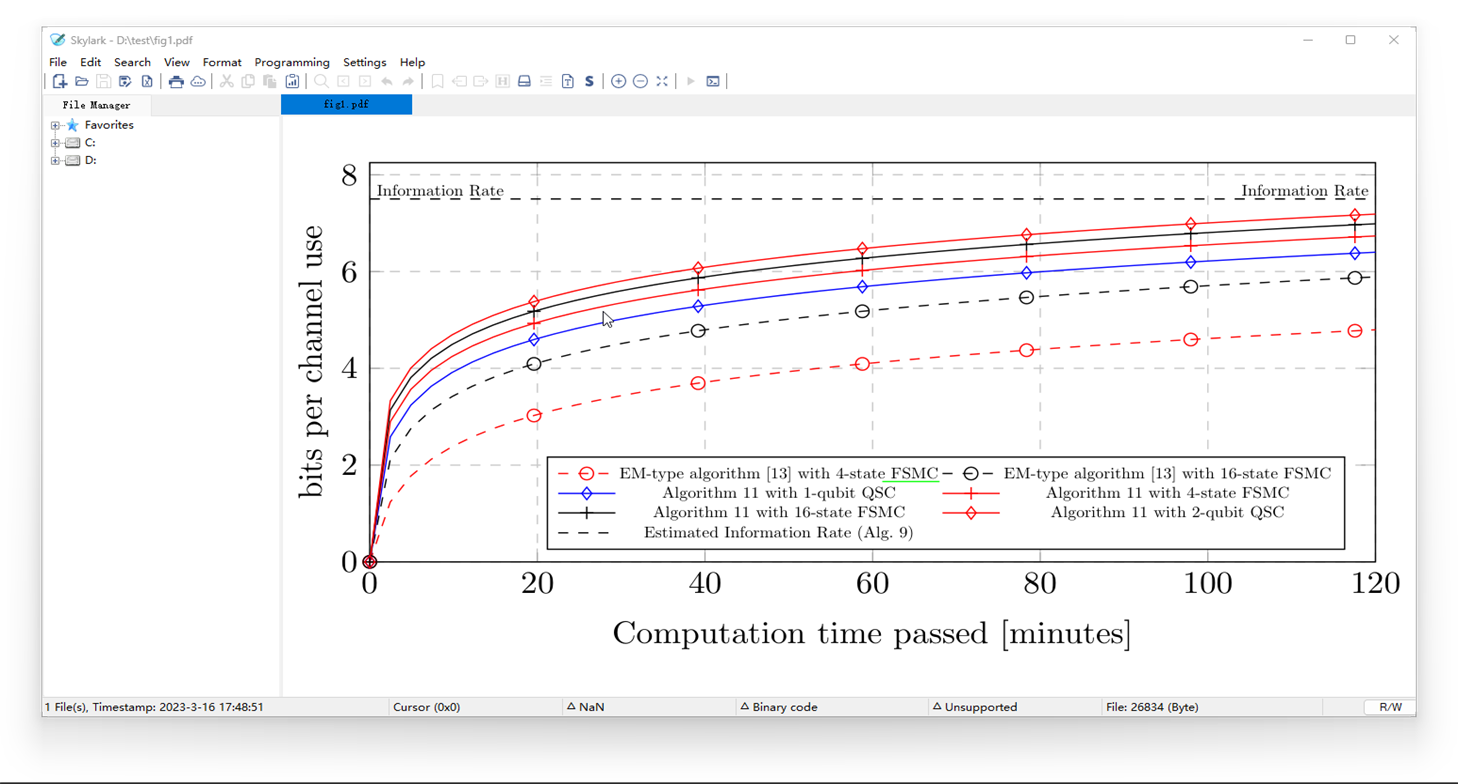 Skylark - D:\test\fig1.pdf
File Edit Search View Format Programming Settings Help
File Manager
fig1.pdf
Favorites
C:
D:
8
6
4
2
0
bits per channel use
Information Rate
Information Rate
EM-type algorithm [13] with 4-state FSMC
EM-type algorithm [13] with 16-state FSMC
Algorithm 11 with 1-qubit QSC
Algorithm 11 with 4-state FSMC
Algorithm 11 with 16-state FSMC
Algorithm 11 with 2-qubit QSC
Estimated Information Rate (Alg. 9)
0 20 40 60 80 100 120
Computation time passed [minutes]
1 File(s), Timestamp: 2023-3-16 17:48:51
Cursor (0x0)
NaN
Binary code
Unsupported
File: 26834 (Byte)
R/W